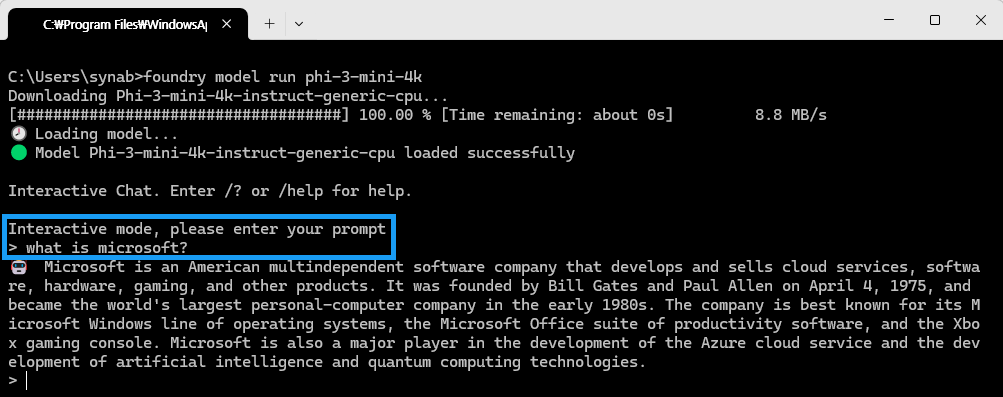 C:₩Program Files₩WindowsAp
C:\Users\synab>foundry model run phi-3-mini-4k
Downloading Phi-3-mini-4k-instruct-generic-cpu...
[####################################] 100.00 % [Time remaining: about 0s]         8.8 MB/s
🕗 Loading model...
🟢 Model Phi-3-mini-4k-instruct-generic-cpu loaded successfully
Interactive Chat. Enter /? or /help for help.
Interactive mode, please enter your prompt
> what is microsoft?
🤖  Microsoft is an American multindependent software company that develops and sells cloud services, softwa
re, hardware, gaming, and other products. It was founded by Bill Gates and Paul Allen on April 4, 1975, and
became the world's largest personal-computer company in the early 1980s. The company is best known for its M
icrosoft Windows line of operating systems, the Microsoft Office suite of productivity software, and the Xbo
x gaming console. Microsoft is also a major player in the development of the Azure cloud service and the dev
elopment of artificial intelligence and quantum computing technologies.
>